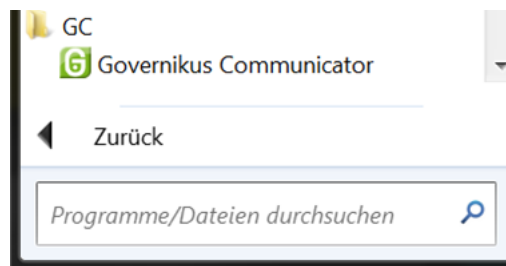 GC
Governikus Communicator
Zurück
Programme/Dateien durchsuchen